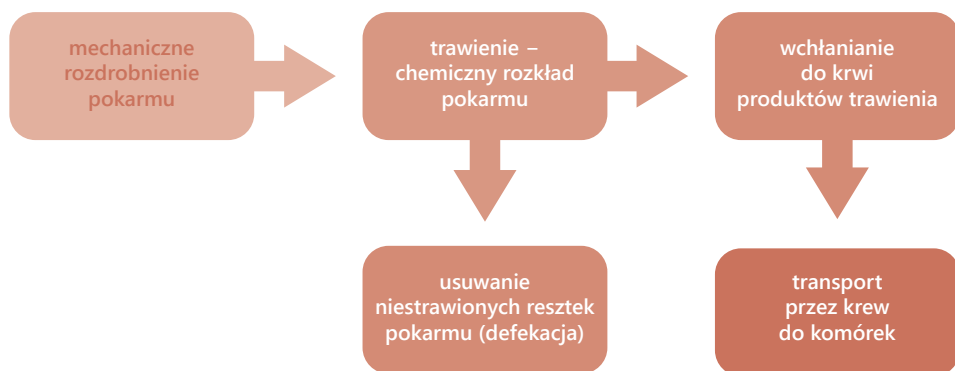 mechaniczne
rozdrobnienie
pokarmu
trawienie –
chemiczny rozkład
pokarmu
wchłanianie
do krwi
produktów trawienia
usuwanie
niestrawionych resztek
pokarmu (defekacja)
transport
przez krew
do komórek